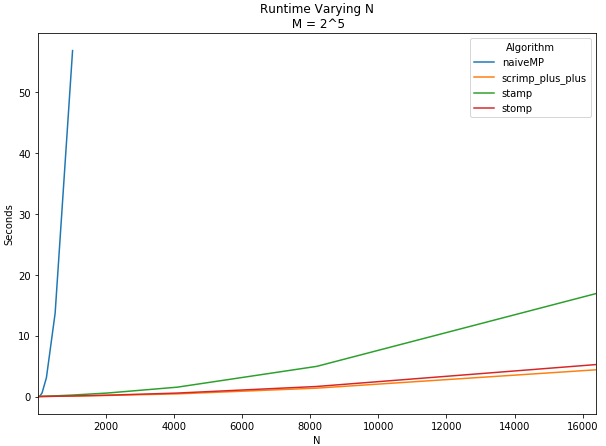 Runtime Varying N
M = 2^5
Algorithm
naiveMP
scrimp_plus_plus
stamp
stomp
Seconds
50
40
30
20
10
0
2000 4000 6000 8000 10000 12000 14000 16000
N